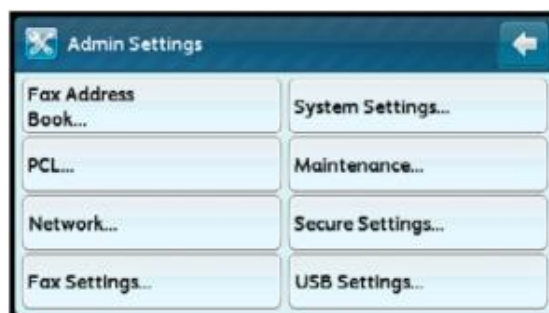 Admin Settings
Fax Address
Book...
System Settings...
PCL...
Maintenance...
Network...
Secure Settings...
Fax Settings...
USB Settings...